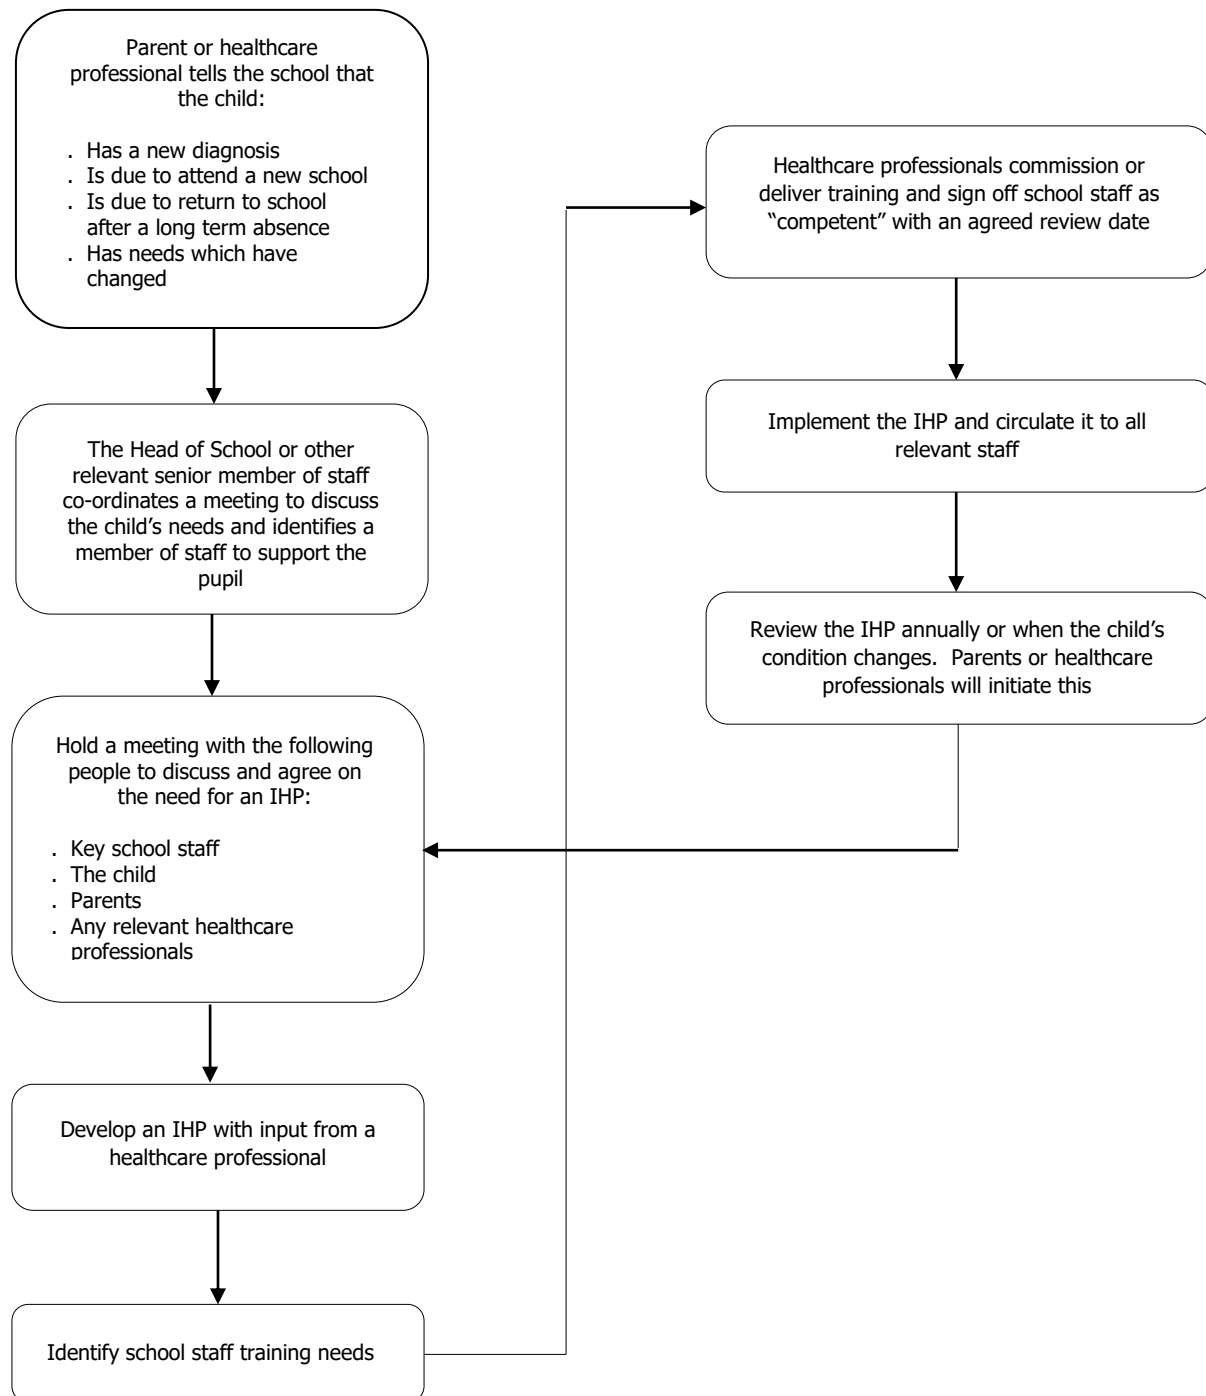 Parent or healthcare
professional tells the school that
the child:
. Has a new diagnosis
. Is due to attend a new school
. Is due to return to school
after a long term absence
. Has needs which have
changed
The Head of School or other
relevant senior member of staff
co-ordinates a meeting to discuss
the child’s needs and identifies a
member of staff to support the
pupil
Hold a meeting with the following
people to discuss and agree on
the need for an IHP:
. Key school staff
. The child
. Parents
. Any relevant healthcare
professionals
Develop an IHP with input from a
healthcare professional
Identify school staff training needs
Healthcare professionals commission or
deliver training and sign off school staff as
“competent” with an agreed review date
Implement the IHP and circulate it to all
relevant staff
Review the IHP annually or when the child’s
condition changes.  Parents or healthcare
professionals will initiate this